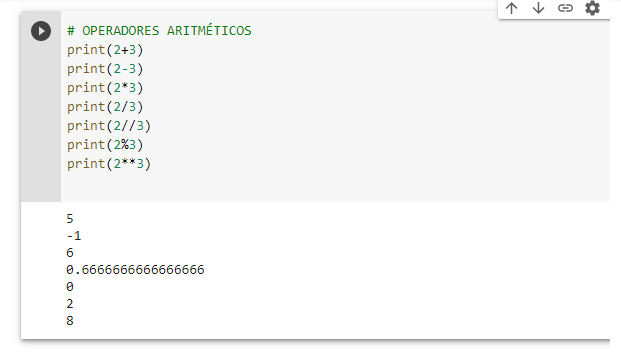 # OPERADORES ARITMÉTICOS
print(2+3)
print(2-3)
print(2*3)
print(2/3)
print(2//3)
print(2%3)
print(2**3)
5
-1
6
0.6666666666666666
0
2
8